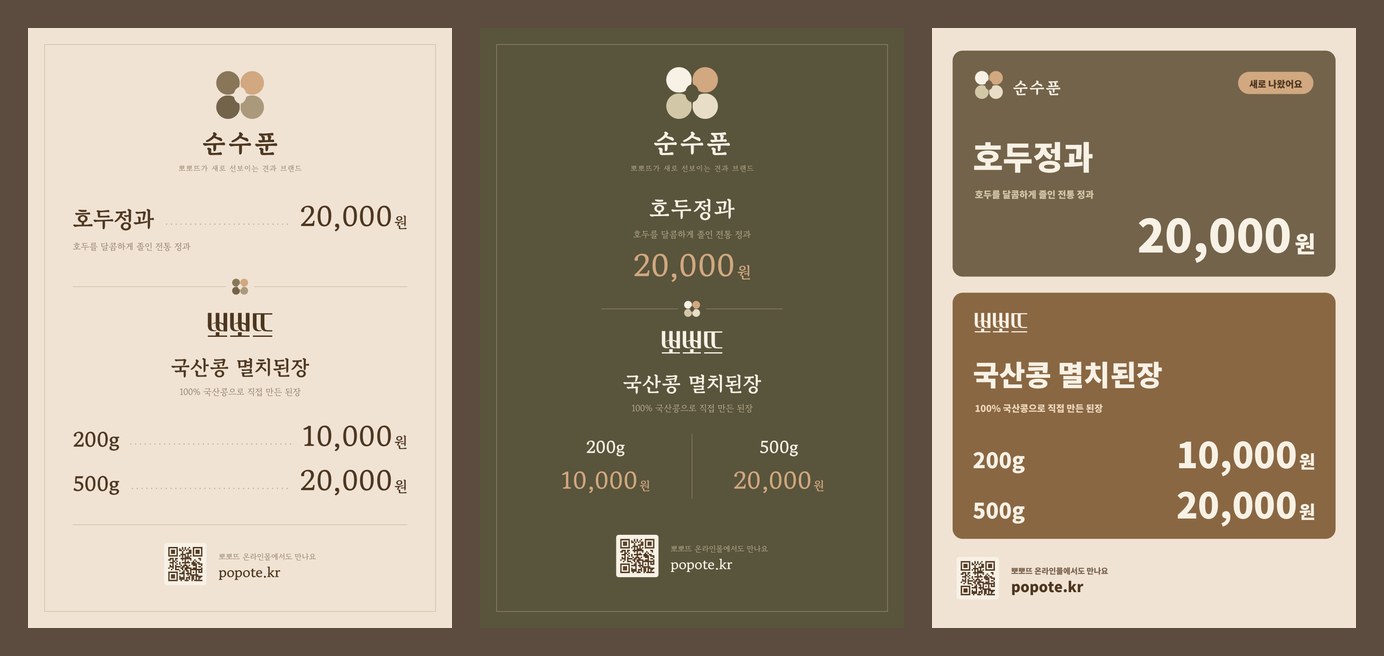 순수푼
뽀뽀뜨가 새로 선보이는 견과 브랜드
호두정과 20,000원
호두를 달콤하게 졸인 전통 정과
뽀뽀뜨
국산콩 멸치된장
100% 국산콩으로 직접 만든 된장
200g 10,000원
500g 20,000원
뽀뽀뜨 온라인몰에서도 만나요
popote.kr
순수푼
뽀뽀뜨가 새로 선보이는 견과 브랜드
호두정과
호두를 달콤하게 졸인 전통 정과
20,000원
뽀뽀뜨
국산콩 멸치된장
100% 국산콩으로 직접 만든 된장
200g 500g
10,000원 20,000원
뽀뽀뜨 온라인몰에서도 만나요
popote.kr
순수푼 새로 나왔어요
호두정과
호두를 달콤하게 졸인 전통 정과
20,000원
뽀뽀뜨
국산콩 멸치된장
100% 국산콩으로 직접 만든 된장
200g 10,000원
500g 20,000원
뽀뽀뜨 온라인몰에서도 만나요
popote.kr